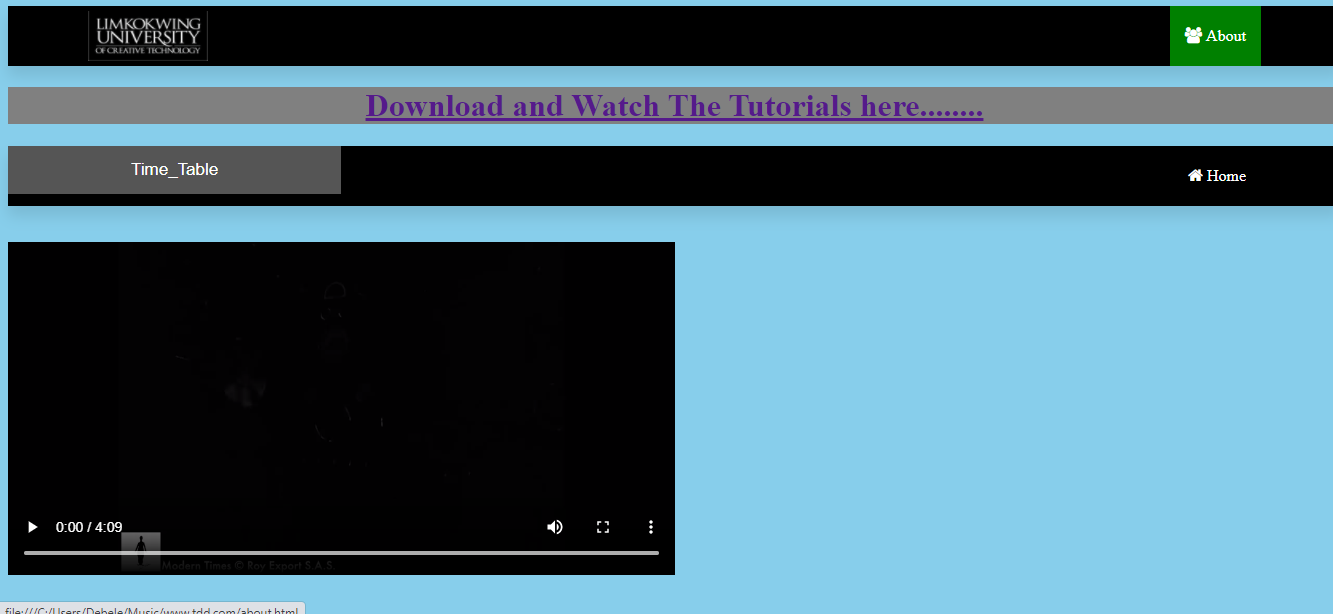 LIMKOKWING
UNIVERSITY
OF CREATIVE TECHNOLOGY
About
Download and Watch The Tutorials here........
Time_Table
Home
0:00 / 4:09
Modern Times © Roy Export S.A.S.
file:///C:/Users/Debele/Music/www.tdd.com/about.html